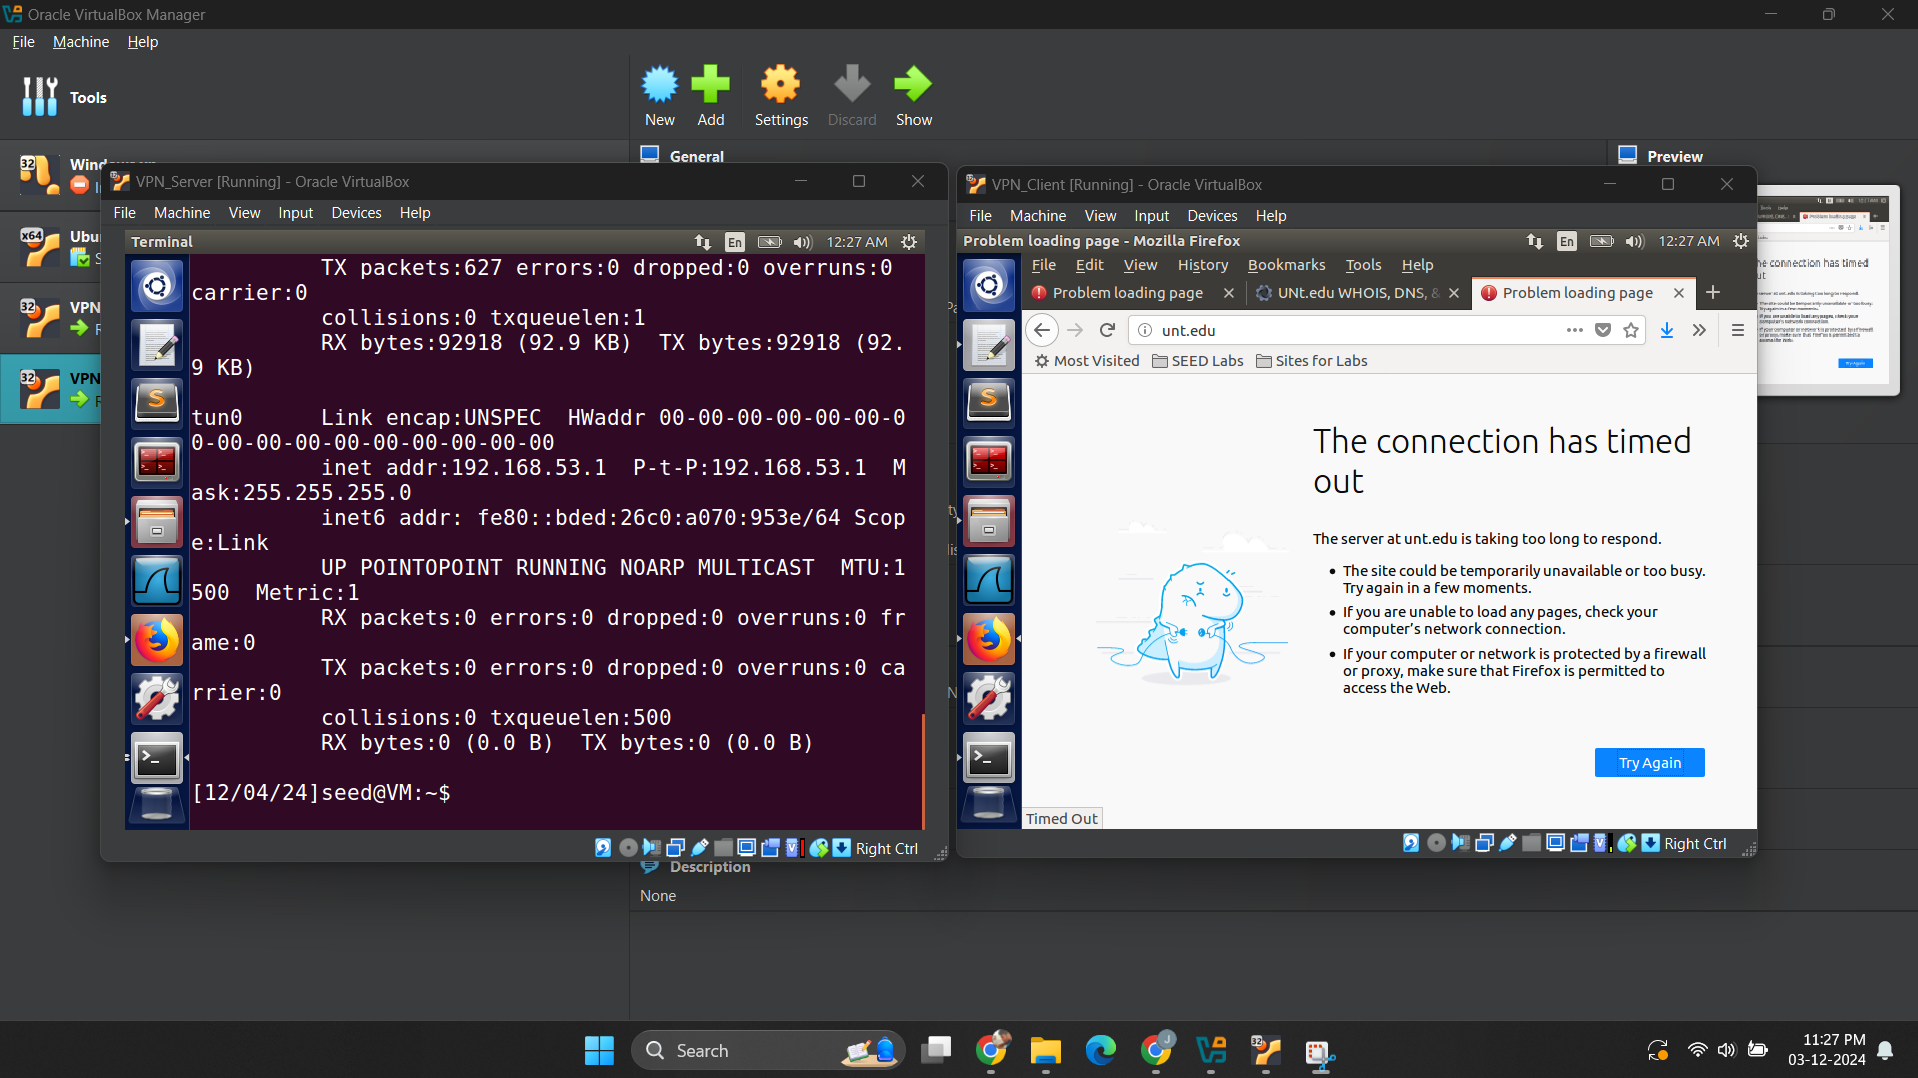 Oracle VirtualBox Manager
File Machine Help
Tools
New Add Settings Discard Show
General
Preview
32
VPN_Server [Running] - Oracle VirtualBox
File Machine View Input Devices Help
Terminal
En
12:27 AM
TX packets:627 errors:0 dropped:0 overruns:0
carrier:0
collisions:0 txqueuelen:1
RX bytes:92918 (92.9 KB) TX bytes:92918 (92.
9 KB)
tun0 Link encap:UNSPEC HWaddr 00-00-00-00-00-00-0
0-00-00-00-00-00-00-00-00-00
inet addr:192.168.53.1 P-t-P:192.168.53.1 M
ask:255.255.255.0
inet6 addr: fe80::bded:26c0:a070:953e/64 Scop
e:Link
UP POINTOPOINT RUNNING NOARP MULTICAST MTU:1
500 Metric:1
RX packets:0 errors:0 dropped:0 overruns:0 fr
ame:0
TX packets:0 errors:0 dropped:0 overruns:0 ca
rrier:0
collisions:0 txqueuelen:500
RX bytes:0 (0.0 B) TX bytes:0 (0.0 B)
[12/04/24]seed@VM:~$
Right Ctrl
x64
Ubu
32
VPN
32
VPN
VPN_Client [Running] - Oracle VirtualBox
File Machine View Input Devices Help
Problem loading page - Mozilla Firefox
En
12:27 AM
File Edit View History Bookmarks Tools Help
Problem loading page
UNt.edu WHOIS, DNS, &
Problem loading page
unt.edu
Most Visited SEED Labs Sites for Labs
The connection has timed
out
The server at unt.edu is taking too long to respond.
The site could be temporarily unavailable or too busy.
Try again in a few moments.
If you are unable to load any pages, check your
computer's network connection.
If your computer or network is protected by a firewall
or proxy, make sure that Firefox is permitted to
access the Web.
Try Again
Timed Out
Right Ctrl
Description
None
Search
11:27 PM
03-12-2024